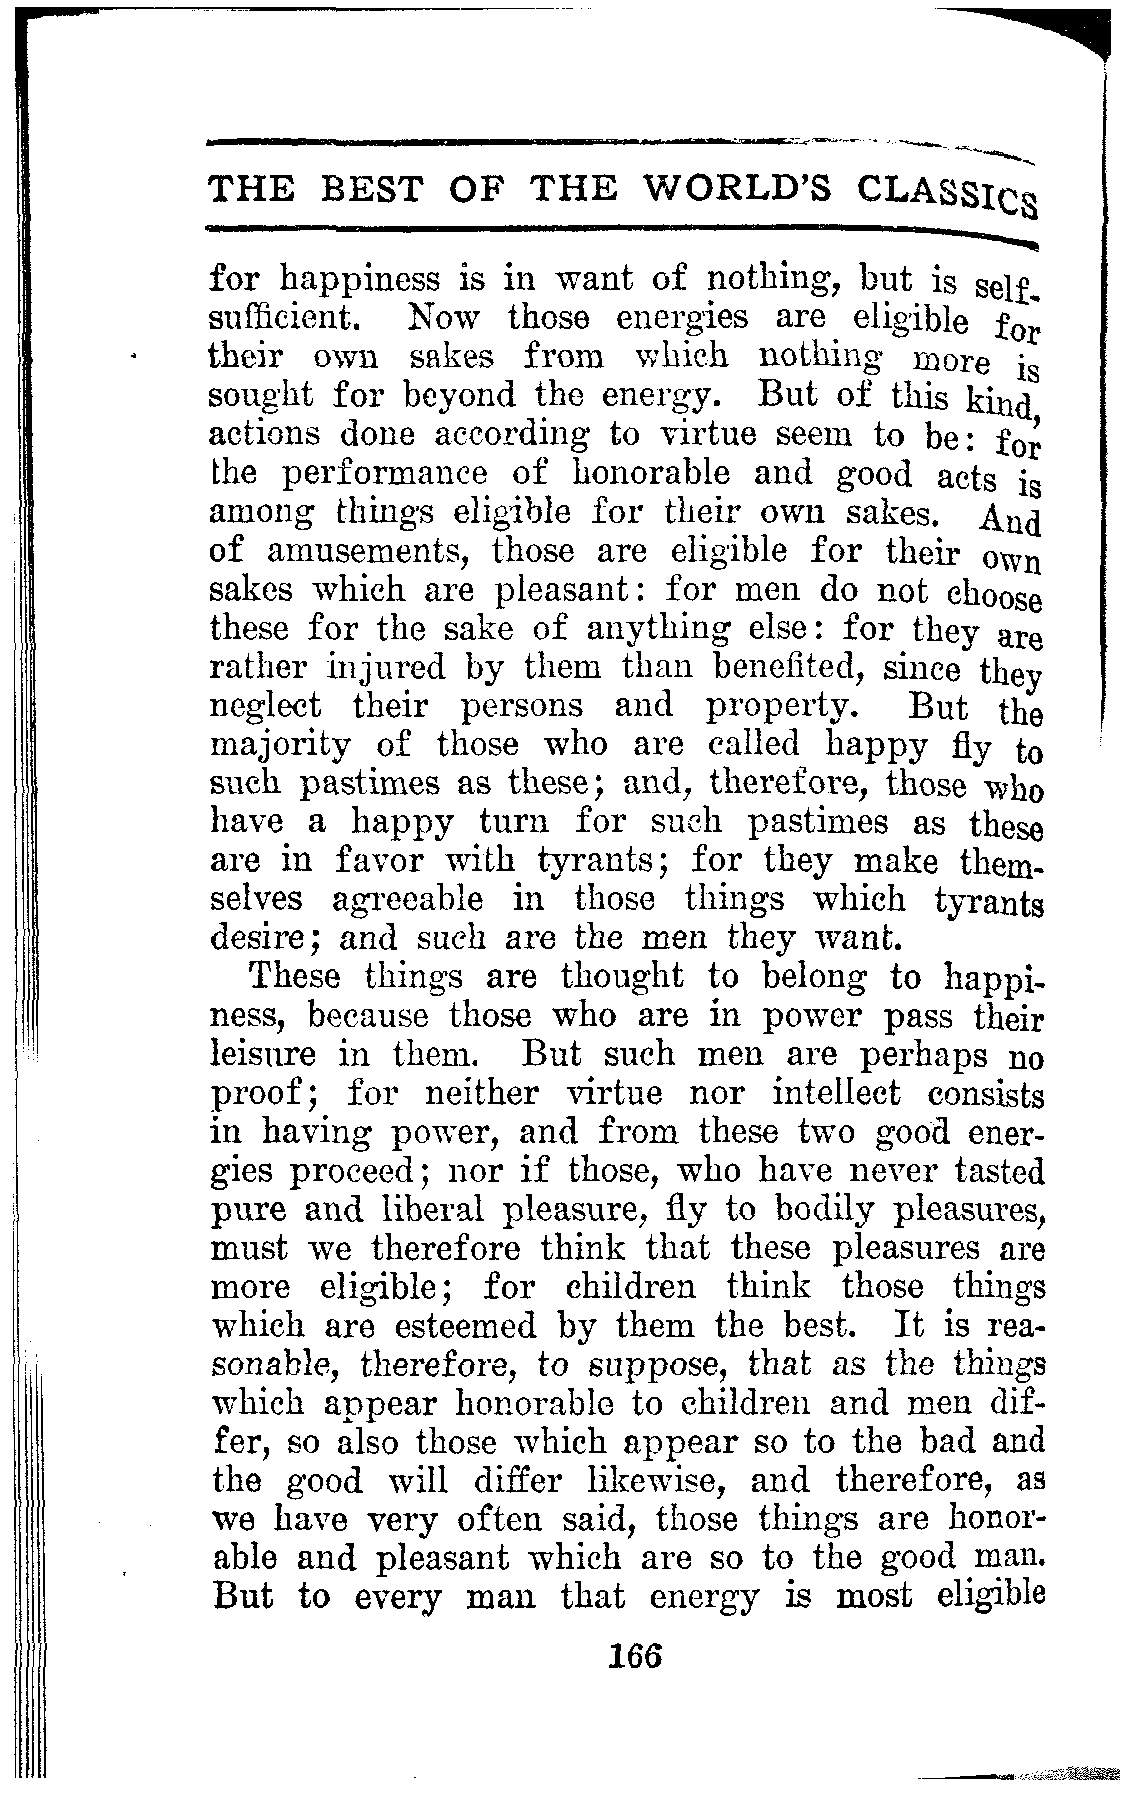 THE BEST OF THE WORLD'S CLASSICS
for happiness is in want of nothing, but is self-
sufficient. Now those energies are eligible for
their own sakes from which nothing more is
sought for beyond the energy. But of this kind,
actions done according to virtue seem to be: for
the performance of honorable and good acts is
among things eligible for their own sakes. And
of amusements, those are eligible for their own
sakes which are pleasant: for men do not choose
these for the sake of anything else: for they are
rather injured by them than benefited, since they
neglect their persons and property. But the
majority of those who are called happy fly to
such pastimes as these; and, therefore, those who
have a happy turn for such pastimes as these
are in favor with tyrants; for they make them-
selves agreeable in those things which tyrants
desire; and such are the men they want.
These things are thought to belong to happi-
ness, because those who are in power pass their
leisure in them. But such men are perhaps no
proof; for neither virtue nor intellect consists
in having power, and from these two good ener-
gies proceed; nor if those, who have never tasted
pure and liberal pleasure, fly to bodily pleasures,
must we therefore think that these pleasures are
more eligible; for children think those things
which are esteemed by them the best. It is rea-
sonable, therefore, to suppose, that as the things
which appear honorable to children and men dif-
fer, so also those which appear so to the bad and
the good will differ likewise, and therefore, as
we have very often said, those things are honor-
able and pleasant which are so to the good man.
But to every man that energy is most eligible
166